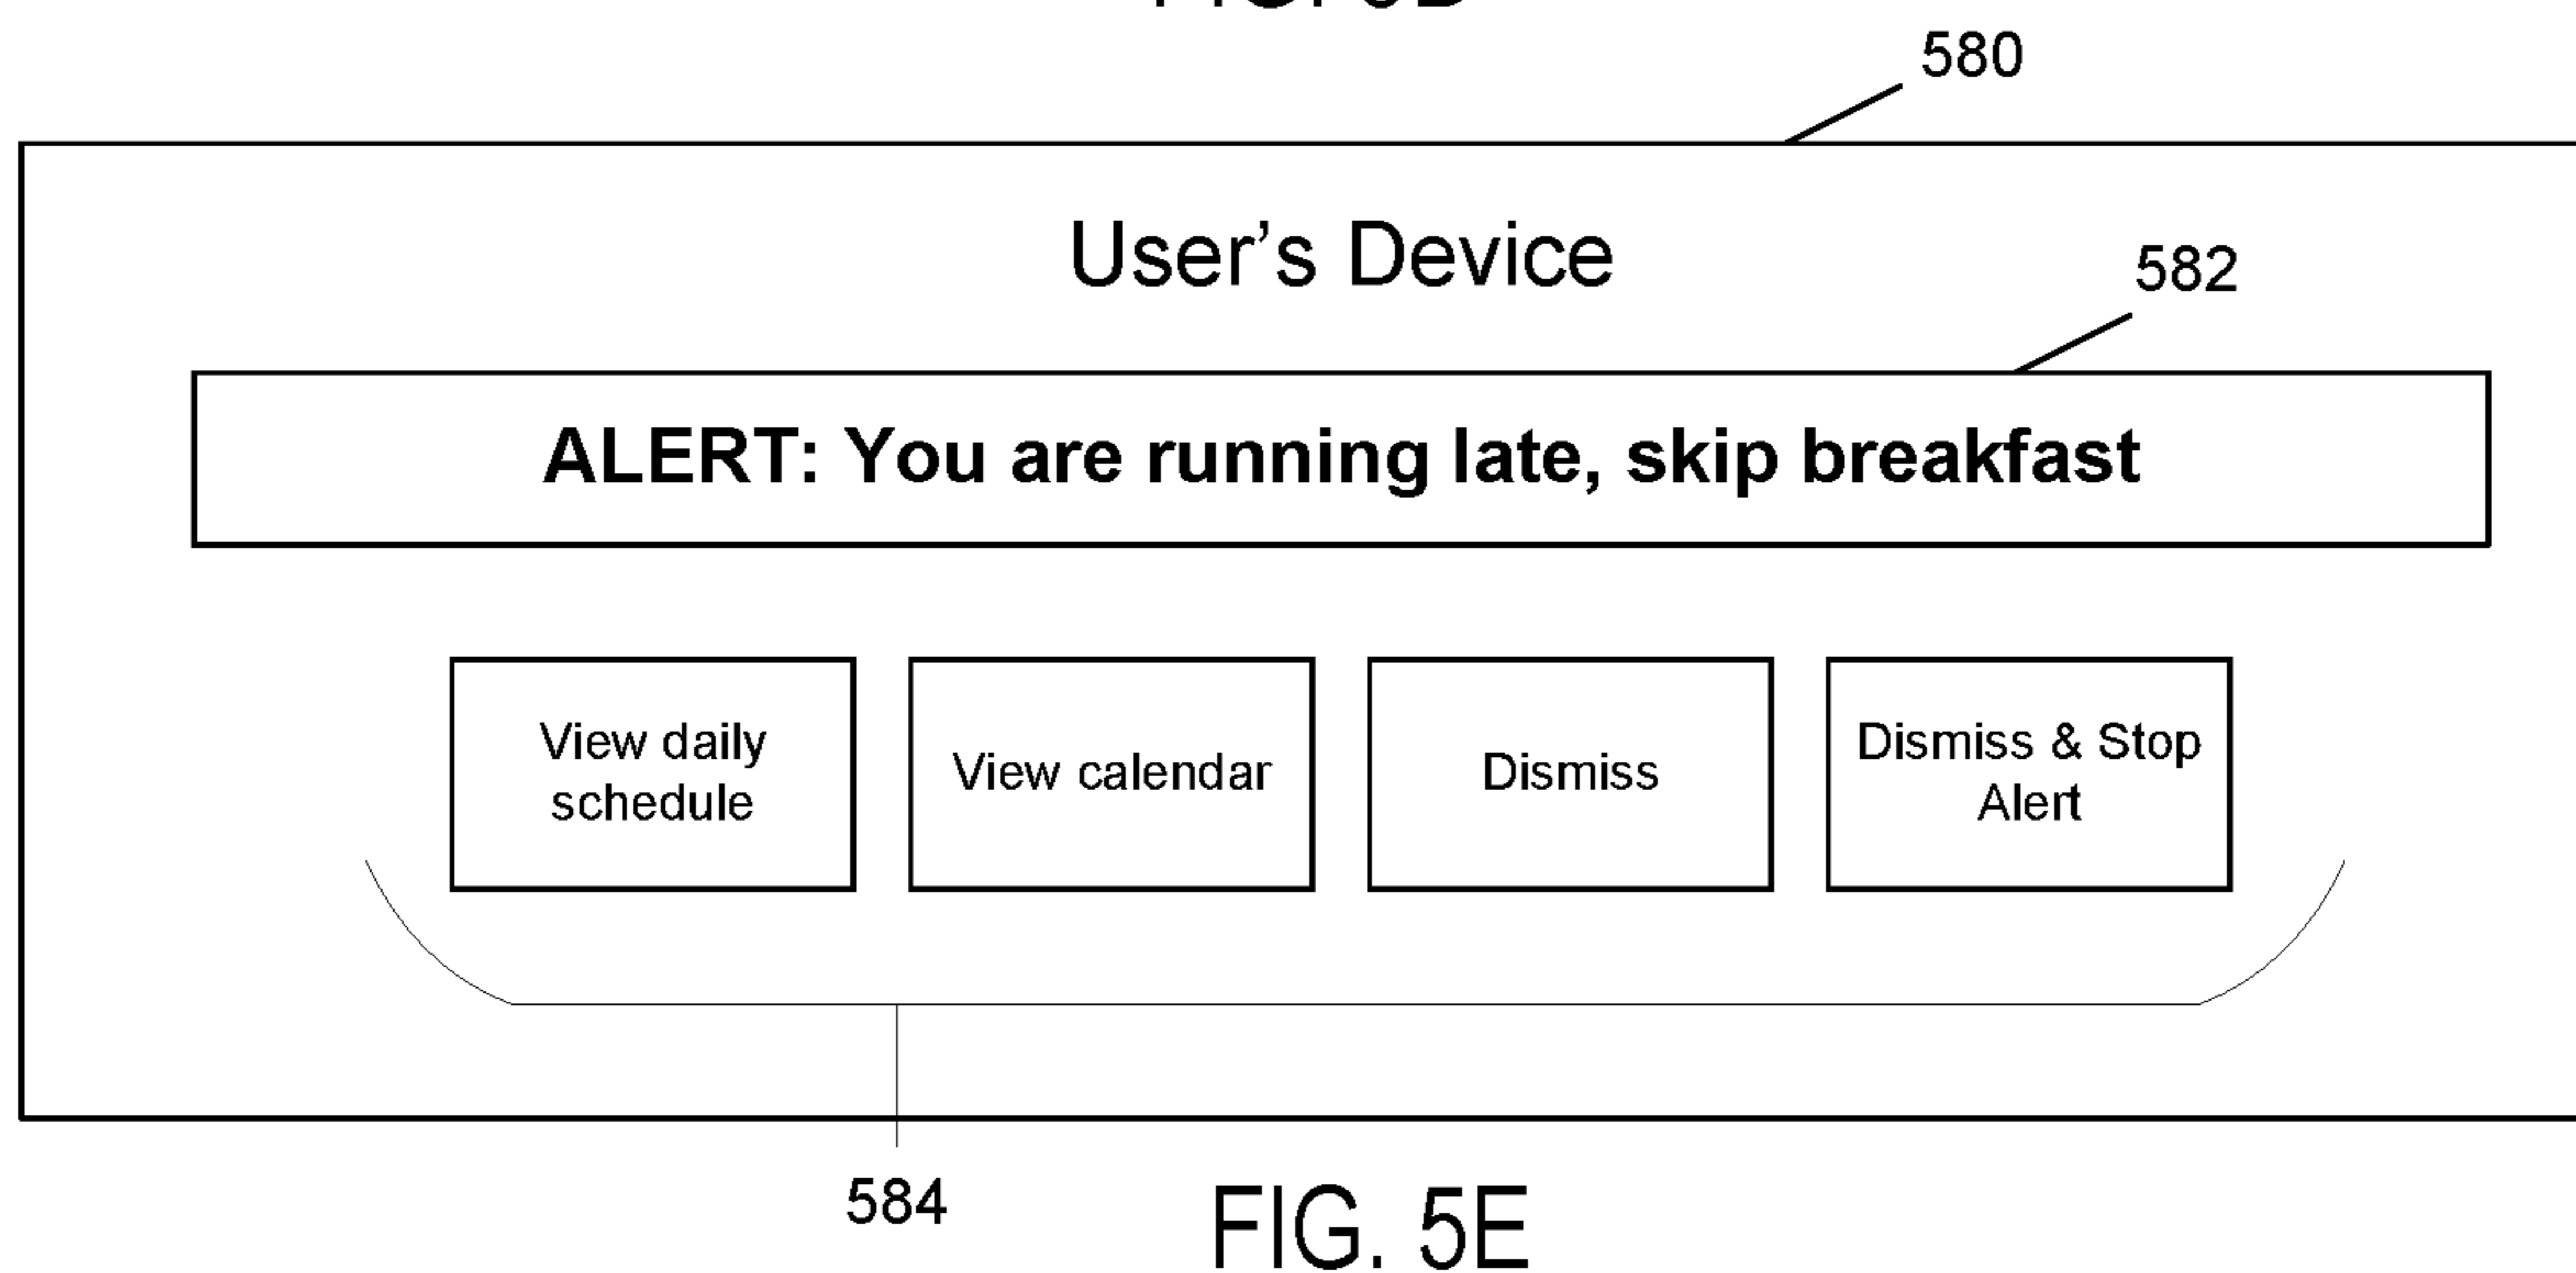 580
User's Device
582
ALERT: You are running late, skip breakfast
View daily
schedule
View calendar
Dismiss
Dismiss & Stop
Alert
584
FIG. 5E